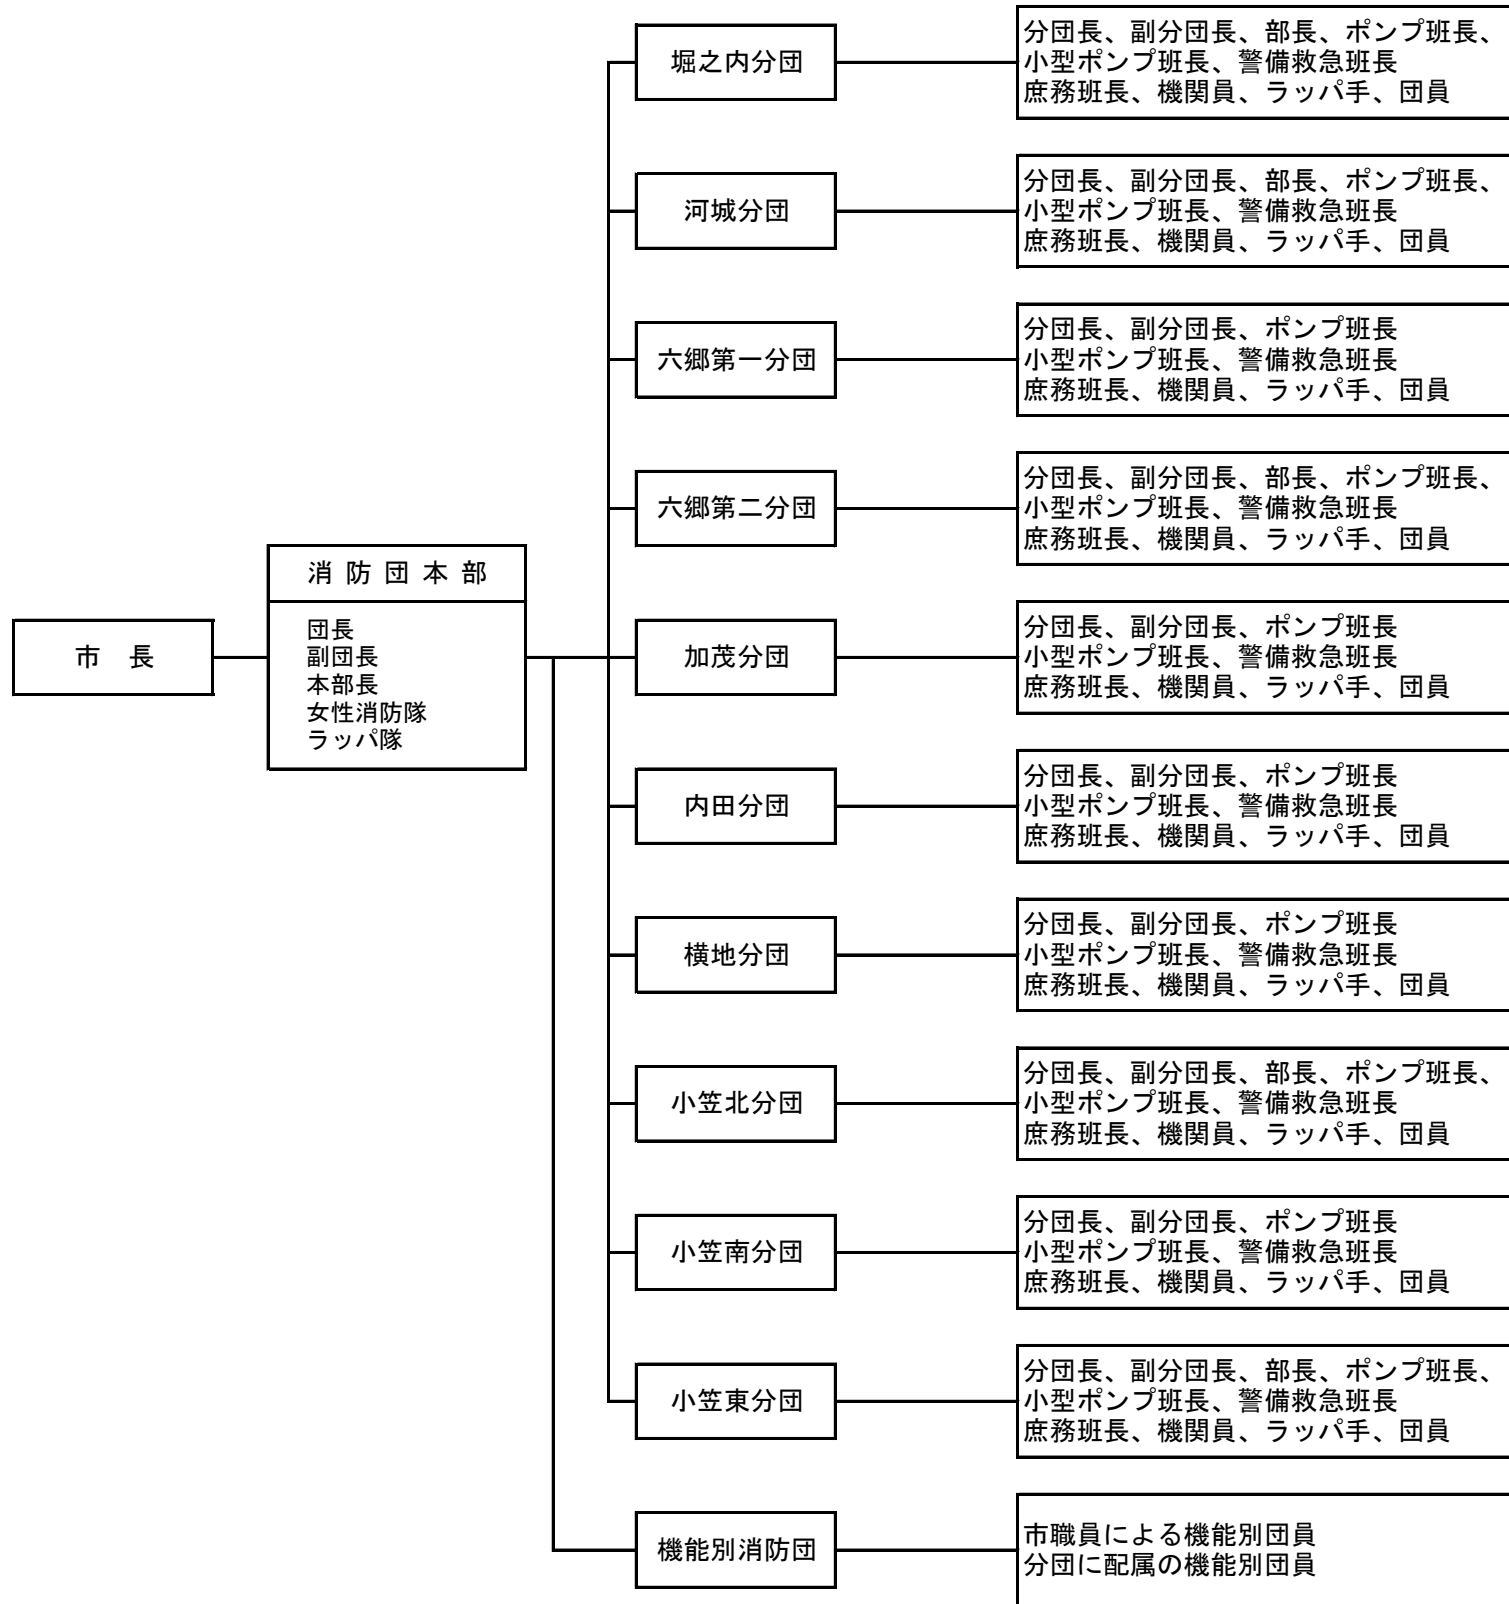 市　長
消防団本部
団長
副団長
本部長
女性消防隊
ラッパ隊
堀之内分団
分団長、副分団長、部長、ポンプ班長、
小型ポンプ班長、警備救急班長
庶務班長、機関員、ラッパ手、団員
河城分団
分団長、副分団長、部長、ポンプ班長、
小型ポンプ班長、警備救急班長
庶務班長、機関員、ラッパ手、団員
六郷第一分団
分団長、副分団長、ポンプ班長
小型ポンプ班長、警備救急班長
庶務班長、機関員、ラッパ手、団員
六郷第二分団
分団長、副分団長、部長、ポンプ班長、
小型ポンプ班長、警備救急班長
庶務班長、機関員、ラッパ手、団員
加茂分団
分団長、副分団長、ポンプ班長
小型ポンプ班長、警備救急班長
庶務班長、機関員、ラッパ手、団員
内田分団
分団長、副分団長、ポンプ班長
小型ポンプ班長、警備救急班長
庶務班長、機関員、ラッパ手、団員
横地分団
分団長、副分団長、ポンプ班長
小型ポンプ班長、警備救急班長
庶務班長、機関員、ラッパ手、団員
小笠北分団
分団長、副分団長、部長、ポンプ班長、
小型ポンプ班長、警備救急班長
庶務班長、機関員、ラッパ手、団員
小笠南分団
分団長、副分団長、ポンプ班長
小型ポンプ班長、警備救急班長
庶務班長、機関員、ラッパ手、団員
小笠東分団
分団長、副分団長、部長、ポンプ班長、
小型ポンプ班長、警備救急班長
庶務班長、機関員、ラッパ手、団員
機能別消防団
市職員による機能別団員
分団に配属の機能別団員